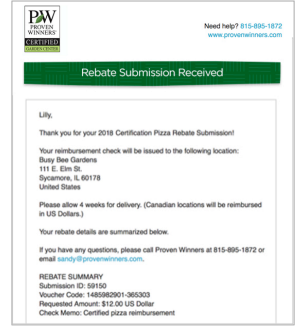 PW
PROVEN
WINNERS®
CERTIFIED
GARDEN CENTER
Need help? 815-895-1872
www.provenwinners.com
Rebate Submission Received
Lilly,
Thank you for your 2018 Certification Pizza Rebate Submission!
Your reimbursement check will be issued to the following location:
Busy Bee Gardens
111 E. Elm St.
Sycamore, IL 60178
United States
Please allow 4 weeks for delivery. (Canadian locations will be reimbursed
in US Dollars.)
Your rebate details are summarized below.
If you have any questions, please call Proven Winners at 815-895-1872 or
email sandy@provenwinners.com.
REBATE SUMMARY
Submission ID: 59150
Voucher Code: 1485982901-365303
Requested Amount: $12.00 US Dollar
Check Memo: Certified pizza reimbursement